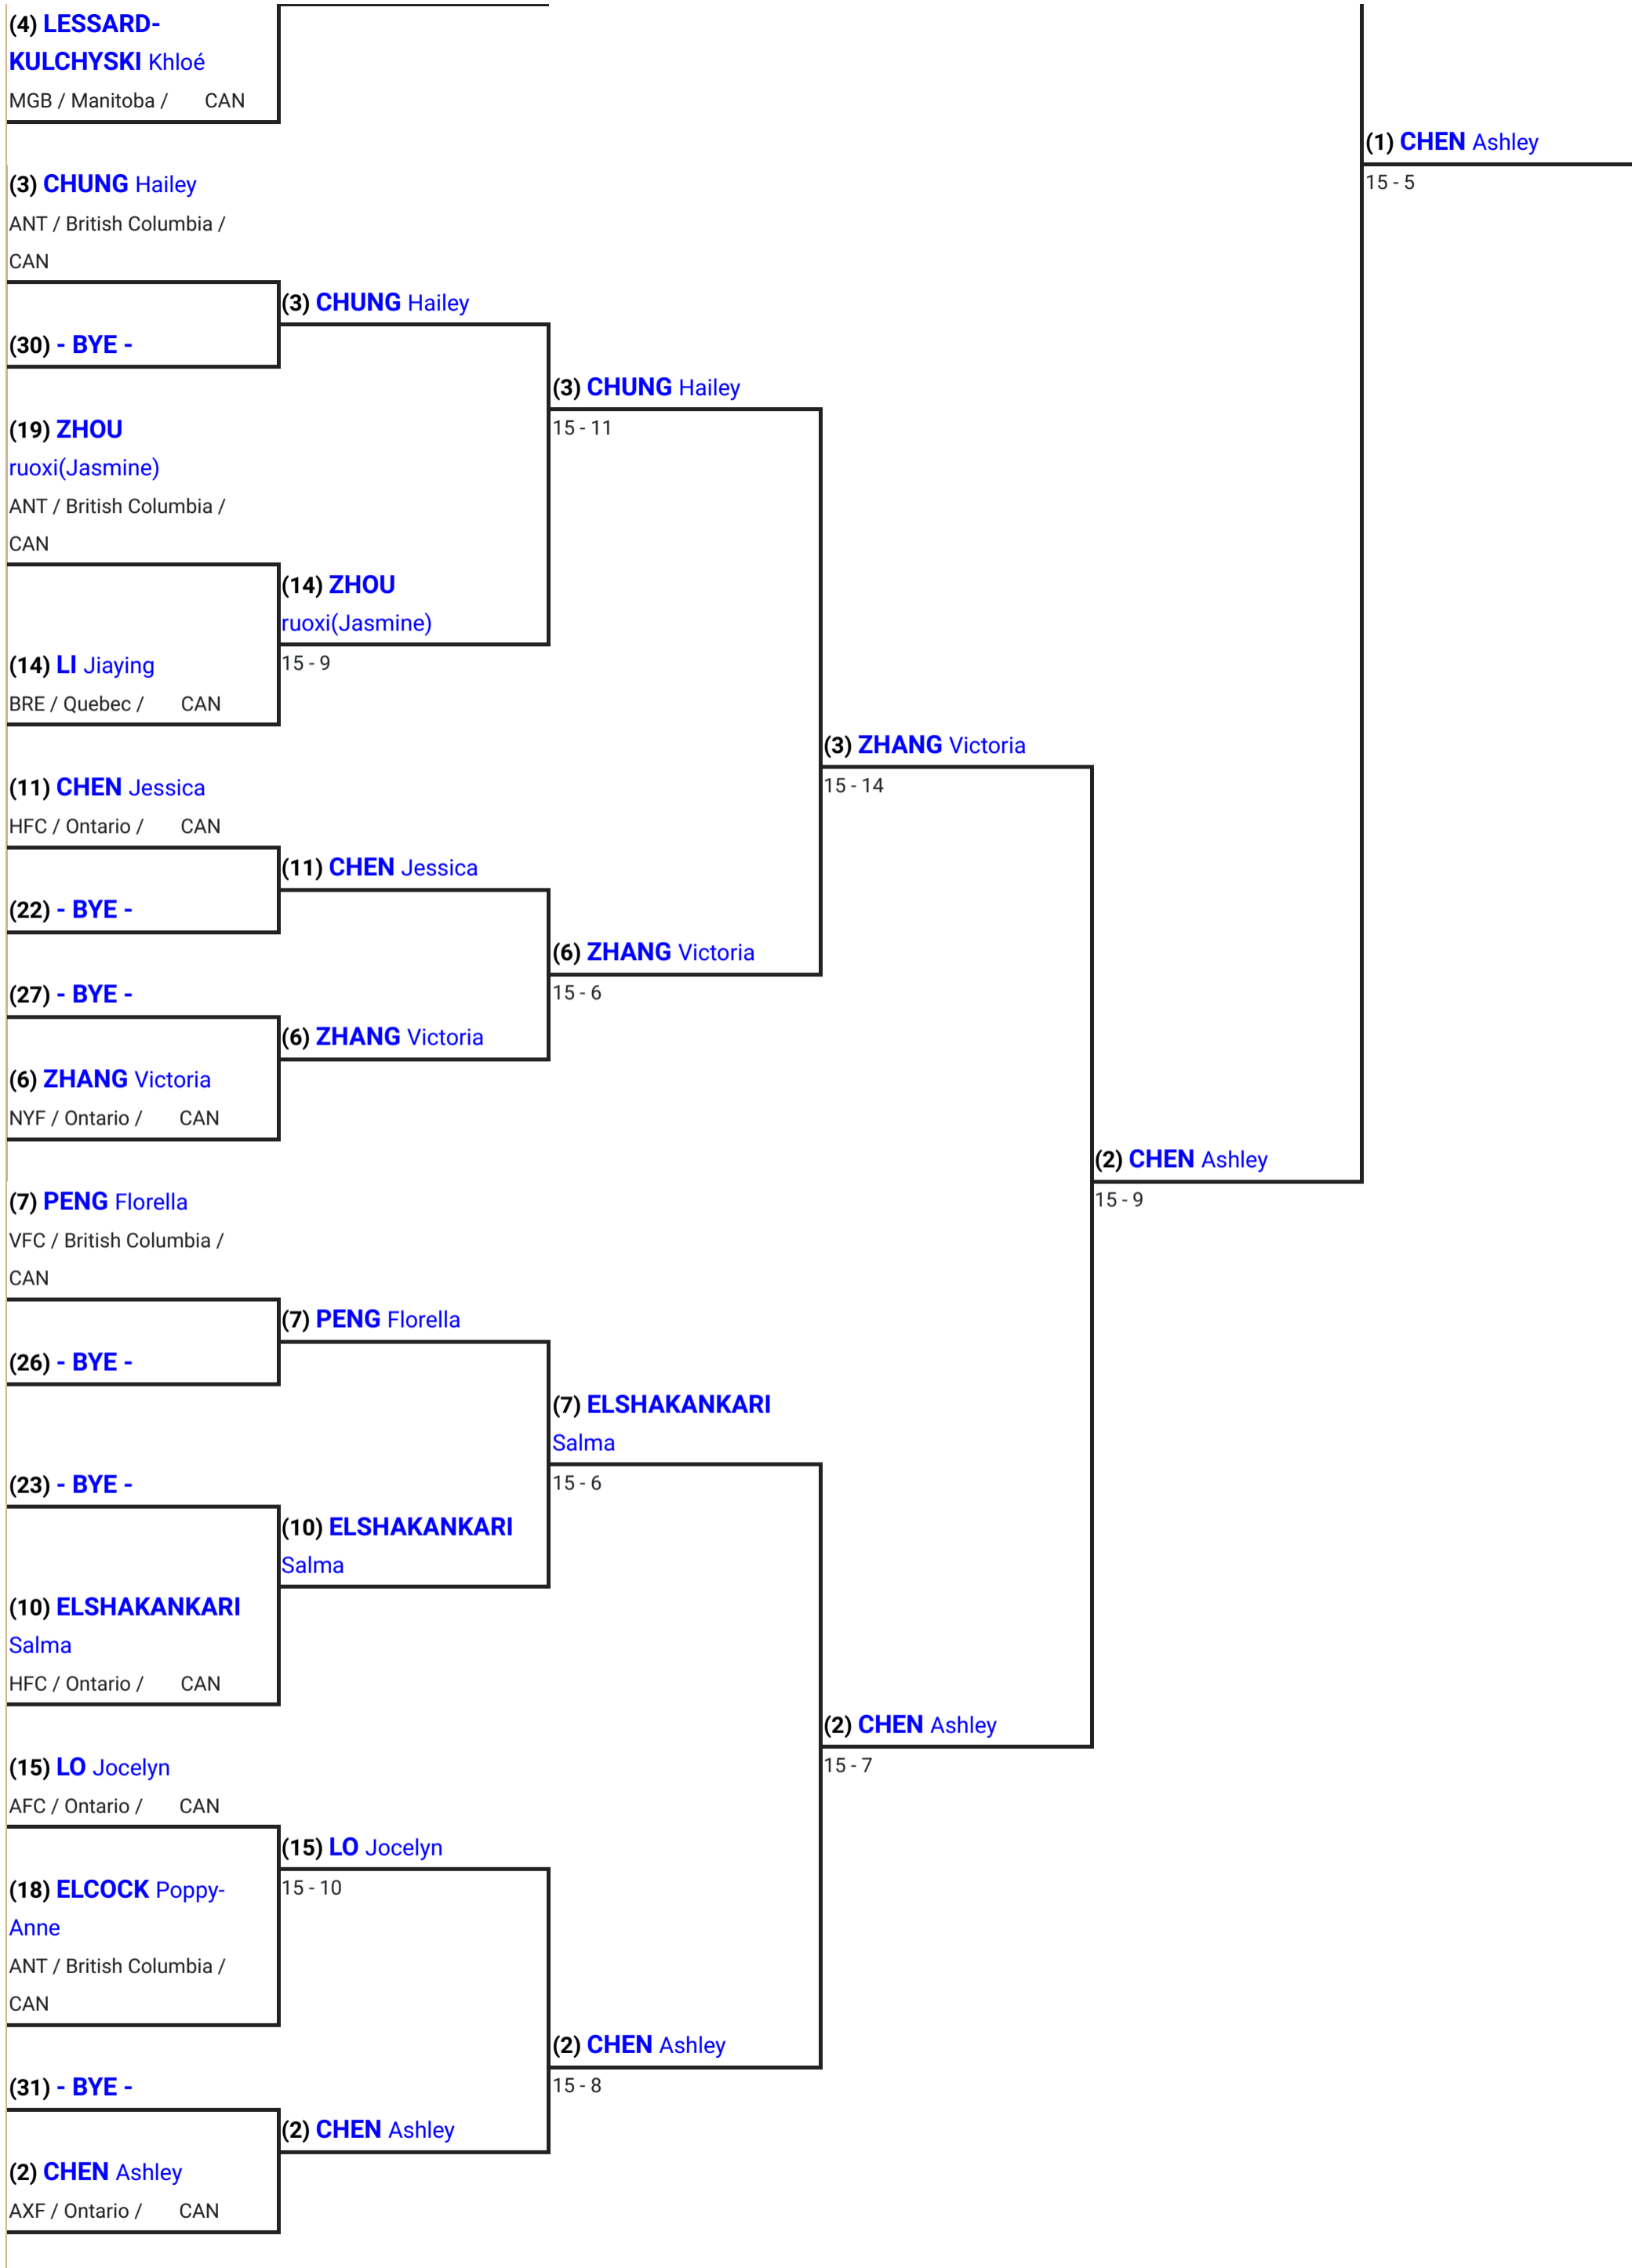 (4) LESSARD-
KULCHYSKI Khloé
MGB / Manitoba / CAN
(1) CHEN Ashley
15 - 5
(3) CHUNG Hailey
ANT / British Columbia /
CAN
(3) CHUNG Hailey
(30) - BYE -
(3) CHUNG Hailey
15 - 11
(19) ZHOU
ruoxi(Jasmine)
ANT / British Columbia /
CAN
(14) ZHOU
ruoxi(Jasmine)
15 - 9
(14) LI Jiaying
BRE / Quebec / CAN
(3) ZHANG Victoria
15 - 14
(11) CHEN Jessica
HFC / Ontario / CAN
(11) CHEN Jessica
(22) - BYE -
(6) ZHANG Victoria
15 - 6
(27) - BYE -
(6) ZHANG Victoria
(6) ZHANG Victoria
NYF / Ontario / CAN
(2) CHEN Ashley
15 - 9
(7) PENG Florella
VFC / British Columbia /
CAN
(7) PENG Florella
(26) - BYE -
(7) ELSHAKANKARI
Salma
15 - 6
(23) - BYE -
(10) ELSHAKANKARI
Salma
(10) ELSHAKANKARI
Salma
HFC / Ontario / CAN
(2) CHEN Ashley
15 - 7
(15) LO Jocelyn
AFC / Ontario / CAN
(15) LO Jocelyn
15 - 10
(18) ELCOCK Poppy-
Anne
ANT / British Columbia /
CAN
(2) CHEN Ashley
15 - 8
(31) - BYE -
(2) CHEN Ashley
(2) CHEN Ashley
AXF / Ontario / CAN